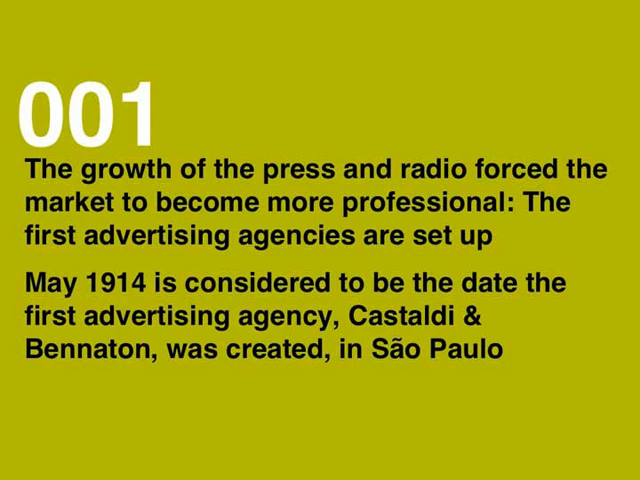 001
The growth of the press and radio forced the
market to become more professional: The
first advertising agencies are set up
May 1914 is considered to be the date the
first advertising agency, Castaldi &
Bennaton, was created, in São Paulo